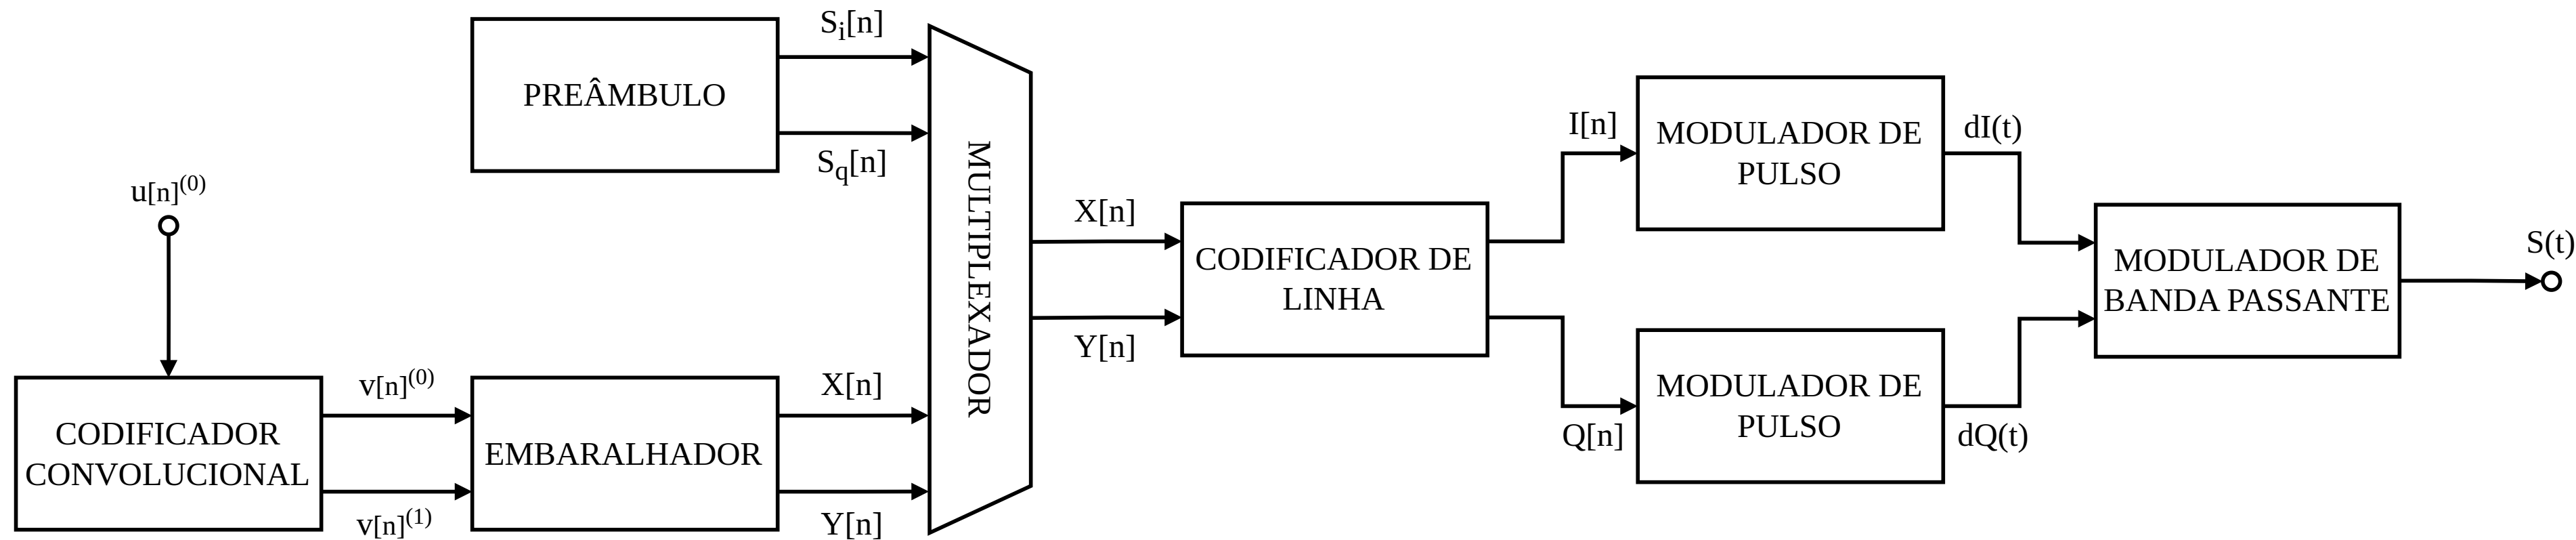 u[n](0)
CODIFICADOR
CONVOLUCIONAL
v[n](0)
v[n](1)
PREÂMBULO
EMBARALHADOR
Si[n]
Sq[n]
X[n]
Y[n]
MULTIPLEXADOR
X[n]
Y[n]
CODIFICADOR DE
LINHA
I[n]
Q[n]
MODULADOR DE
PULSO
MODULADOR DE
PULSO
dI(t)
dQ(t)
MODULADOR DE
BANDA PASSANTE
S(t)